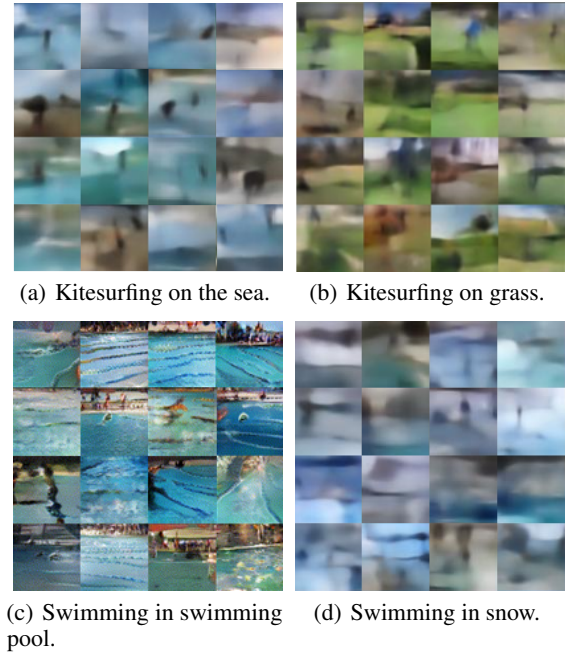 (a) Kitesurfing on the sea.
(b) Kitesurfing on grass.
(c) Swimming in swimming
pool.
(d) Swimming in snow.